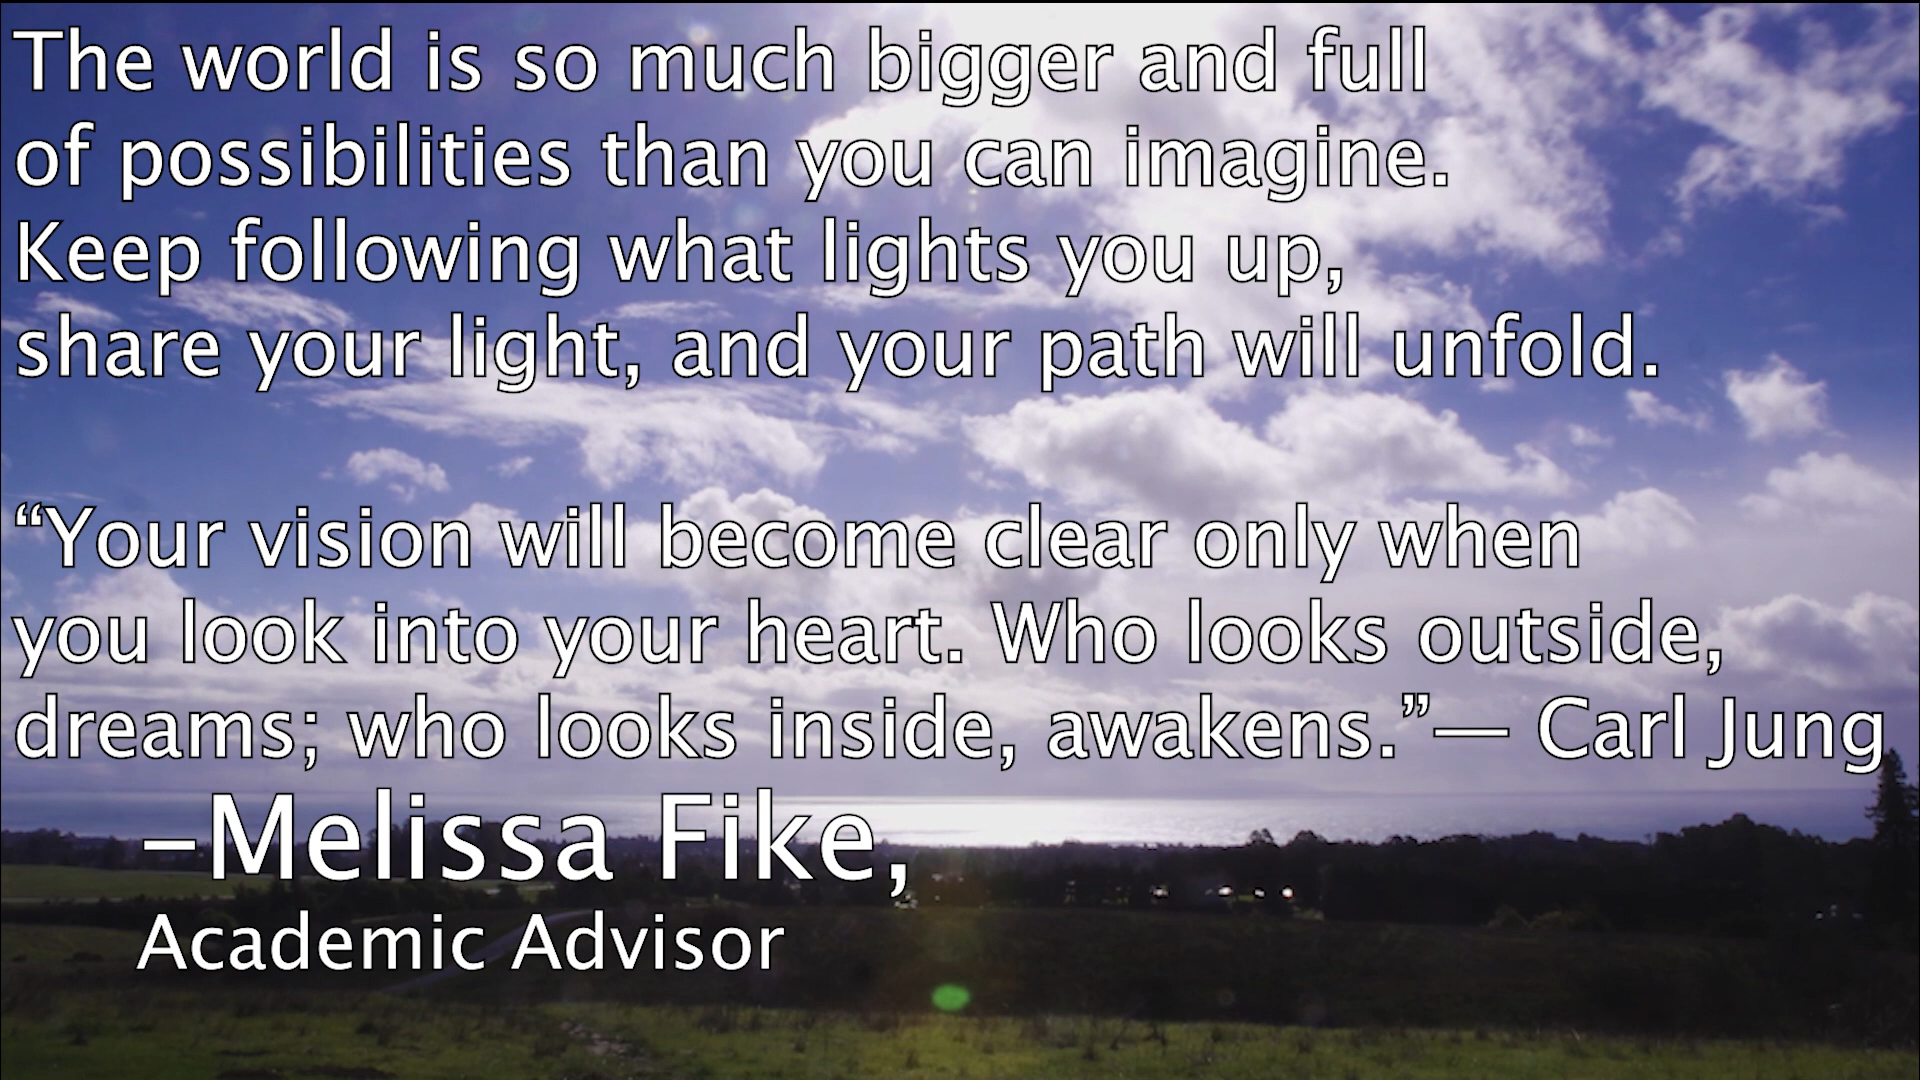 The world is so much bigger and full
of possibilities than you can imagine.
Keep following what lights you up,
share your light, and your path will unfold.
“Your vision will become clear only when
you look into your heart. Who looks outside,
dreams; who looks inside, awakens.”— Carl Jung
–Melissa Fike,
Academic Advisor